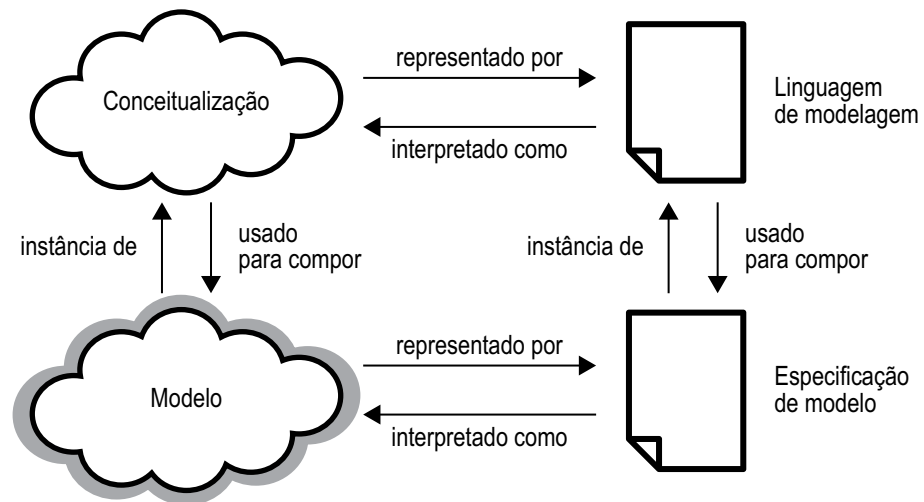 representado por
Conceitualização
Linguagem
de modelagem
interpretado como
instância de
usado
para compor
instância de
usado
para compor
representado por
Modelo
Especificação
de modelo
interpretado como